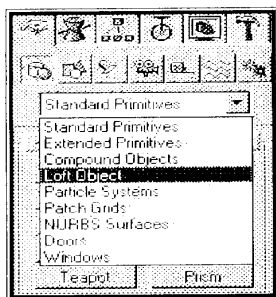 Standard Primitives
Standard Primitives
Extended Primitives
Compound Objects
Loft Object
Particle Systems
Patch Grids
NURBS Surfaces
Doors
Windows
Teapot Prism